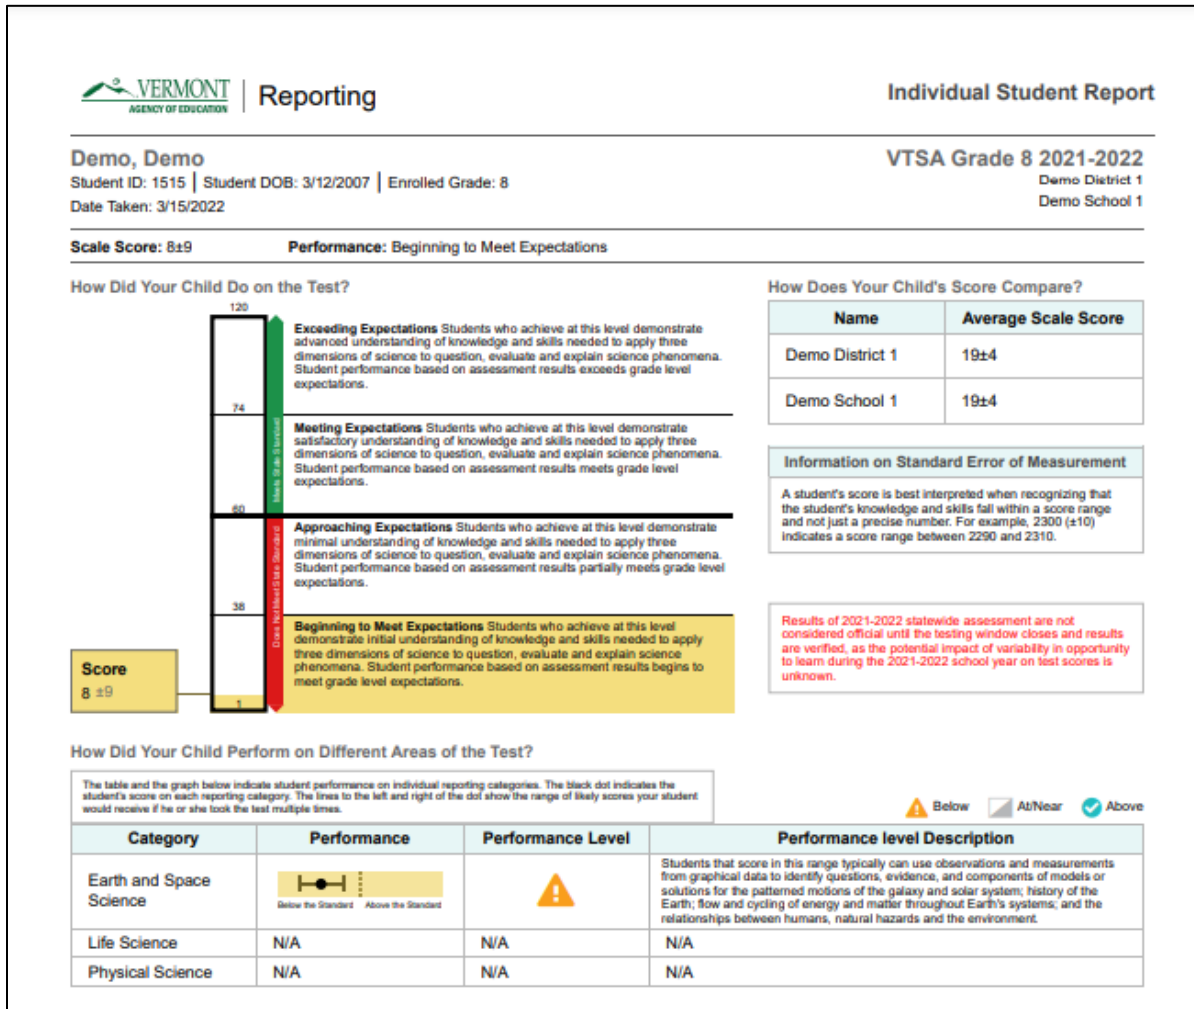 VERMONT
AGENCY OF EDUCATION
Reporting
Individual Student Report
Demo, Demo
Student ID: 1515 | Student DOB: 3/12/2007 | Enrolled Grade: 8
Date Taken: 3/15/2022
VTSA Grade 8 2021-2022
Demo District 1
Demo School 1
Scale Score: 8±9
Performance: Beginning to Meet Expectations
How Did Your Child Do on the Test?
120
74
60
38
1
Meets State Standard
Does Not Meet State Standard
Score
8 ±9
Exceeding Expectations Students who achieve at this level demonstrate
advanced understanding of knowledge and skills needed to apply three
dimensions of science to question, evaluate and explain science phenomena.
Student performance based on assessment results exceeds grade level
expectations.
Meeting Expectations Students who achieve at this level demonstrate
satisfactory understanding of knowledge and skills needed to apply three
dimensions of science to question, evaluate and explain science phenomena.
Student performance based on assessment results meets grade level
expectations.
Approaching Expectations Students who achieve at this level demonstrate
minimal understanding of knowledge and skills needed to apply three
dimensions of science to question, evaluate and explain science phenomena.
Student performance based on assessment results partially meets grade level
expectations.
Beginning to Meet Expectations Students who achieve at this level
demonstrate initial understanding of knowledge and skills needed to apply
three dimensions of science to question, evaluate and explain science
phenomena. Student performance based on assessment results begins to
meet grade level expectations.
How Does Your Child's Score Compare?
Name Average Scale Score
Demo District 1 19±4
Demo School 1 19±4
Information on Standard Error of Measurement
A student's score is best interpreted when recognizing that
the student's knowledge and skills fall within a score range
and not just a precise number. For example, 2300 (±10)
indicates a score range between 2290 and 2310.
Results of 2021-2022 statewide assessment are not
considered official until the testing window closes and results
are verified, as the potential impact of variability in opportunity
to learn during the 2021-2022 school year on test scores is
unknown.
How Did Your Child Perform on Different Areas of the Test?
The table and the graph below indicate student performance on individual reporting categories. The black dot indicates the
student's score on each reporting category. The lines to the left and right of the dot show the range of likely scores your student
would receive if he or she took the test multiple times.
Below At/Near Above
Category Performance Performance Level Performance level Description
Earth and Space
Science
Below the Standard Above the Standard
Students that score in this range typically can use observations and measurements
from graphical data to identify questions, evidence, and components of models or
solutions for the patterned motions of the galaxy and solar system; history of the
Earth; flow and cycling of energy and matter throughout Earth's systems; and the
relationships between humans, natural hazards and the environment.
Life Science N/A N/A N/A
Physical Science N/A N/A N/A